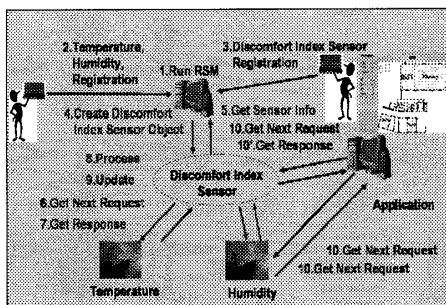 2.Temperature,
Humidity,
Registration
1.Run RSM
3.Discomfort Index Sensor
Registration
4.Create Discomfort
Index Sensor Object
5.Get Sensor Info
10.Get Next Request
10'.Get Response
8.Process
9.Update
Discomfort Index
Sensor
Application
6.Get Next Request
7.Get Response
10.Get Next Request
10.Get Next Request
Temperature
Humidity